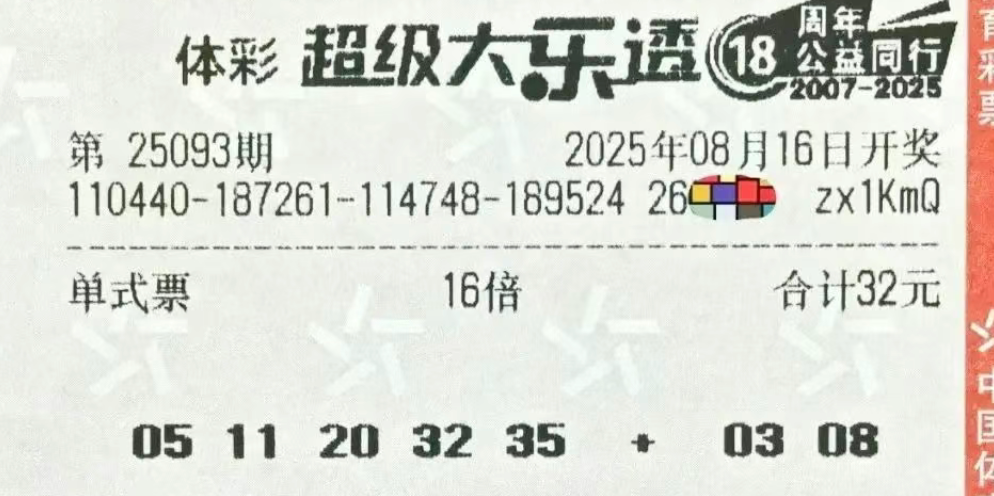 体彩 超级大乐透 18 周年
公益同行
2007-2025
第 25093期 2025年08月16日开奖
110440-187261-114748-189524 26 zx1KmQ
单式票 16倍 合计32元
05 11 20 32 35 + 03 08
育彩票
中国体